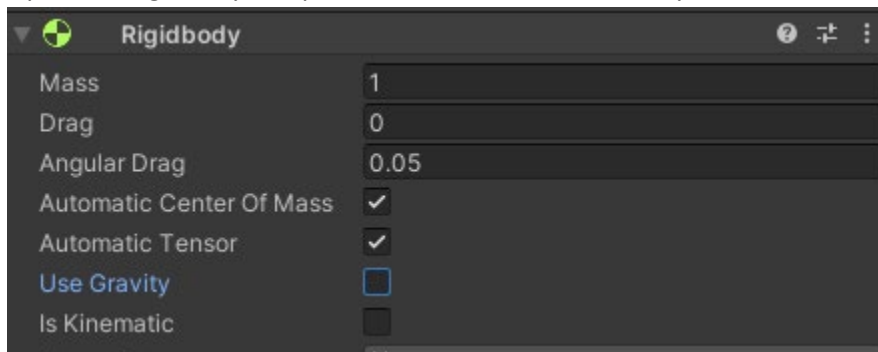 Rigidbody
Mass 1
Drag 0
Angular Drag 0.05
Automatic Center Of Mass
Automatic Tensor
Use Gravity
Is Kinematic